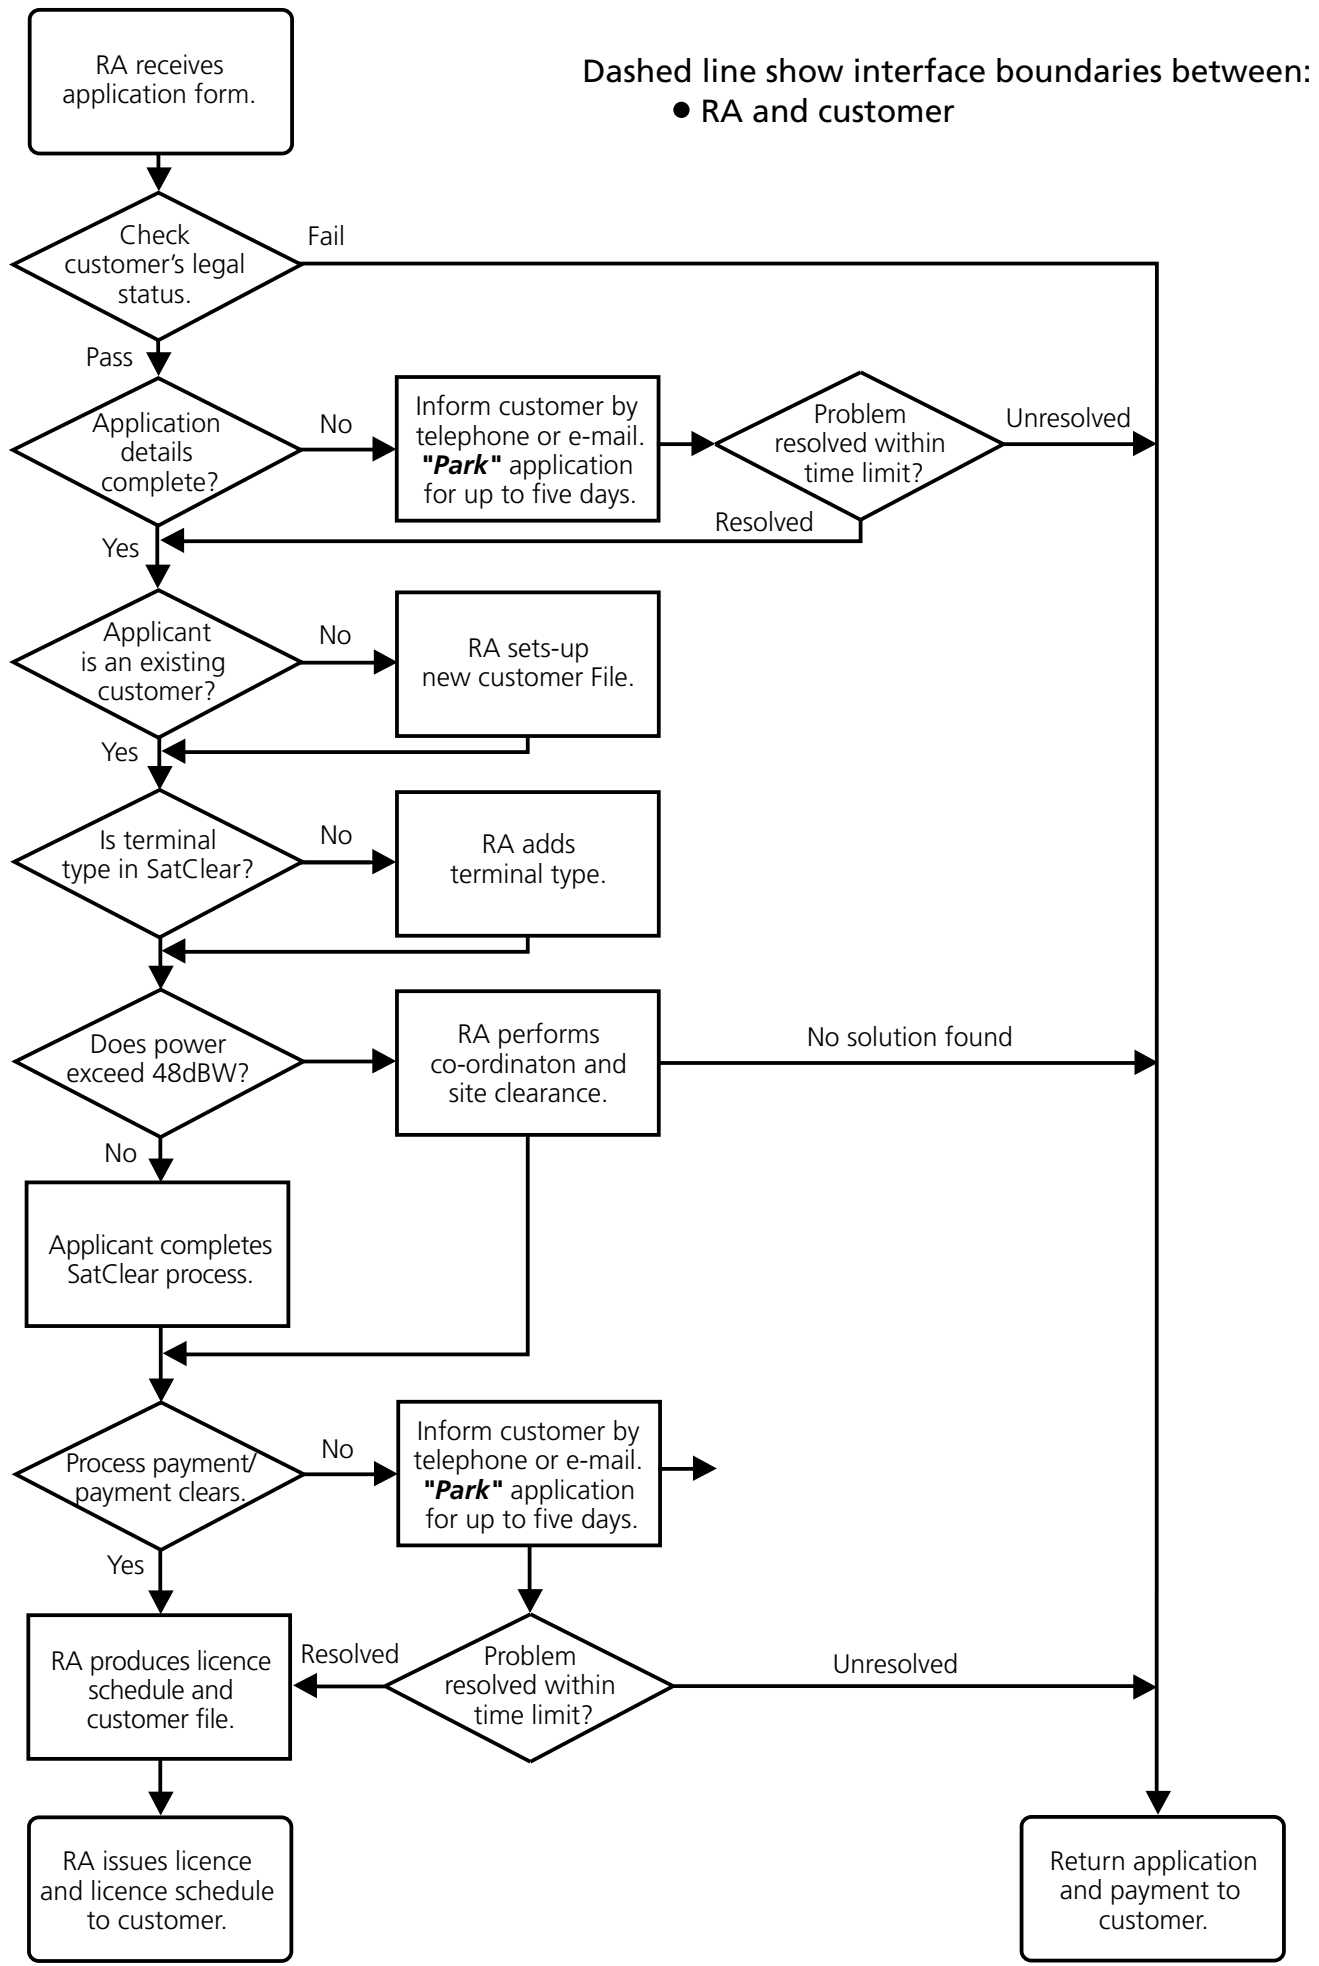 RA receives
application form.
Dashed line show interface boundaries between:
● RA and customer
Check
customer's legal
status.
Fail
Pass
Application
details
complete?
No
Inform customer by
telephone or e-mail.
"Park" application
for up to five days.
Problem
resolved within
time limit?
Unresolved
Resolved
Yes
Applicant
is an existing
customer?
No
RA sets-up
new customer File.
Yes
Is terminal
type in SatClear?
No
RA adds
terminal type.
Does power
exceed 48dBW?
RA performs
co-ordinaton and
site clearance.
No solution found
No
Applicant completes
SatClear process.
Process payment/
payment clears.
No
Inform customer by
telephone or e-mail.
"Park" application
for up to five days.
Yes
RA produces licence
schedule and
customer file.
Resolved
Problem
resolved within
time limit?
Unresolved
RA issues licence
and licence schedule
to customer.
Return application
and payment to
customer.